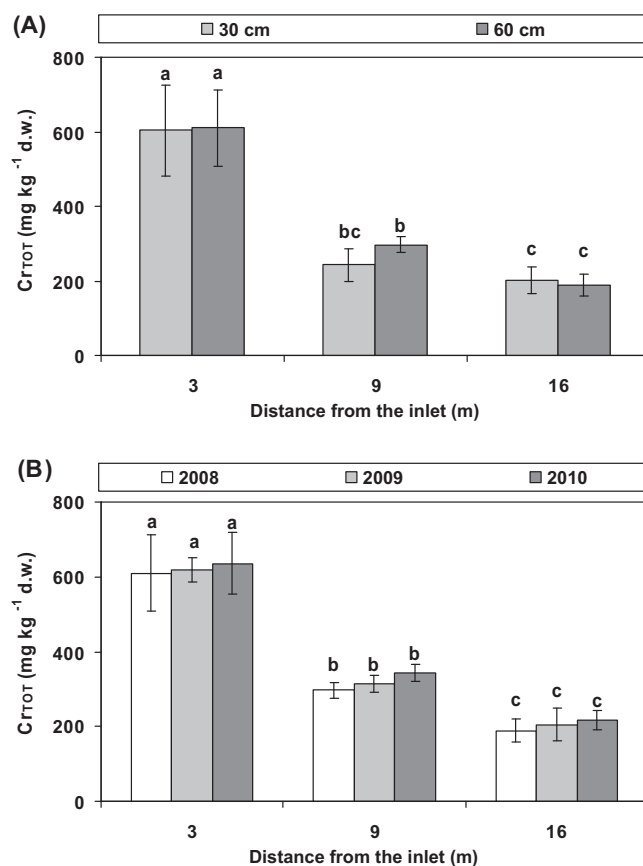 (A)
30 cm 60 cm
800
600
400
200
0
Cr_TOT (mg kg ⁻¹ d.w.)
a a
bc b
c c
3 9 16
Distance from the inlet (m)
(B)
2008 2009 2010
800
600
400
200
0
Cr_TOT (mg kg ⁻¹ d.w.)
a a a
b b b
c c c
3 9 16
Distance from the inlet (m)